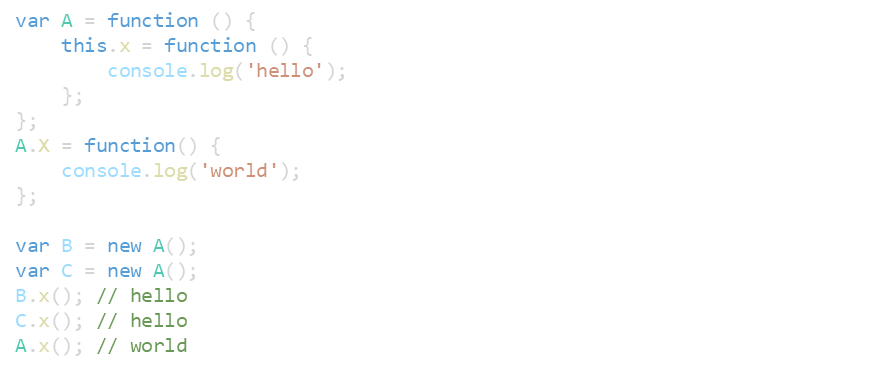 var A = function () {
    this.x = function () {
        console.log('hello');
    };
};
A.X = function() {
    console.log('world');
};

var B = new A();
var C = new A();
B.x(); // hello
C.x(); // hello
A.x(); // world